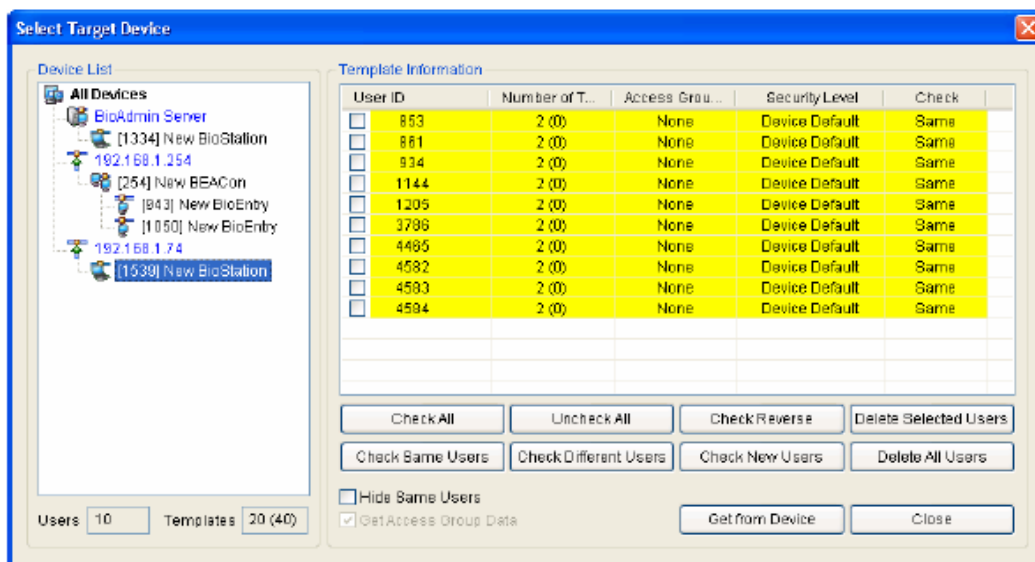 Select Target Device
Device List
All Devices
BioAdmin Server
[1334] New BioStation
192.168.1.254
[254] New BEACon
[843] New BioEntry
[1050] New BioEntry
192.168.1.74
[1539] New BioStation
Users 10 Templates 20 (40)
Template Information
User ID Number of T... Access Grou... Security Level Check
853 2 (0) None Device Default Same
881 2 (0) None Device Default Same
934 2 (0) None Device Default Same
1144 2 (0) None Device Default Same
1205 2 (0) None Device Default Same
3786 2 (0) None Device Default Same
4465 2 (0) None Device Default Same
4582 2 (0) None Device Default Same
4583 2 (0) None Device Default Same
4584 2 (0) None Device Default Same
Check All Uncheck All Check Reverse Delete Selected Users
Check Same Users Check Different Users Check New Users Delete All Users
Hide Same Users
Get Access Group Data Get from Device Close